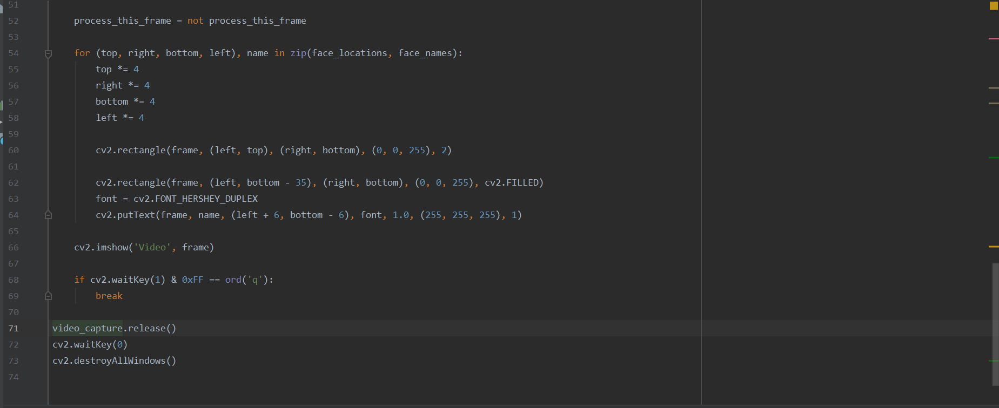 51
52 process_this_frame = not process_this_frame
53
54 for (top, right, bottom, left), name in zip(face_locations, face_names):
55 top *= 4
56 right *= 4
57 bottom *= 4
58 left *= 4
59
60 cv2.rectangle(frame, (left, top), (right, bottom), (0, 0, 255), 2)
61
62 cv2.rectangle(frame, (left, bottom - 35), (right, bottom), (0, 0, 255), cv2.FILLED)
63 font = cv2.FONT_HERSHEY_DUPLEX
64 cv2.putText(frame, name, (left + 6, bottom - 6), font, 1.0, (255, 255, 255), 1)
65
66 cv2.imshow('Video', frame)
67
68 if cv2.waitKey(1) & 0xFF == ord('q'):
69 break
70
71 video_capture.release()
72 cv2.waitKey(0)
73 cv2.destroyAllWindows()
74